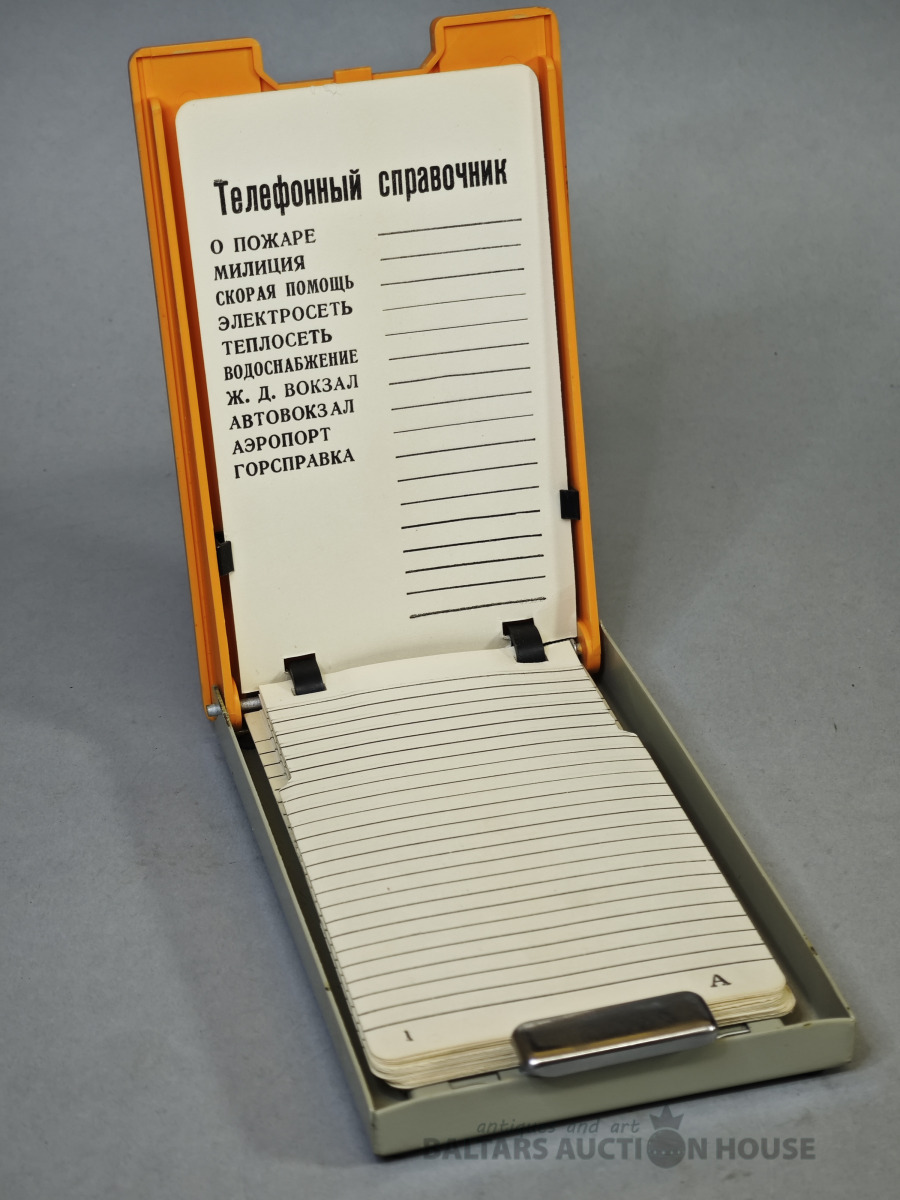 Телефонный справочник
О ПОЖАРЕ
МИЛИЦИЯ
СКОРАЯ ПОМОЩЬ
ЭЛЕКТРОСЕТЬ
ТЕПЛОСЕТЬ
ВОДОСНАБЖЕНИЕ
Ж. Д. ВОКЗАЛ
АВТОВОКЗАЛ
АЭРОПОРТ
ГОРСПРАВКА
1 А
antiques and art
BALTARS AUCTION HOUSE